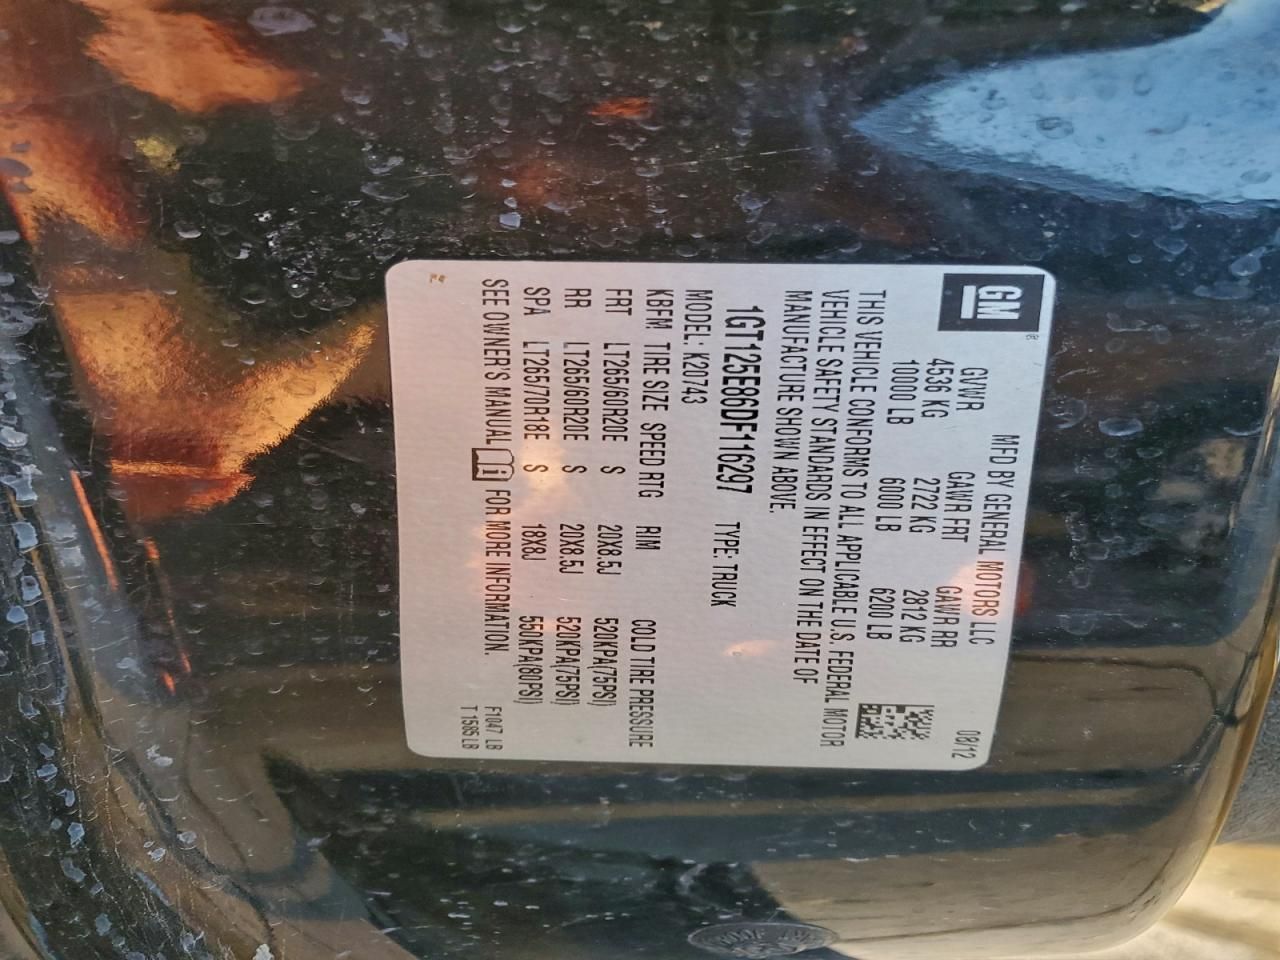 GM®
MFD BY GENERAL MOTORS LLC 08/12
GVWR GAWR FRT GAWR RR
4536 KG 2722 KG 2812 KG
10000 LB 6000 LB 6200 LB
THIS VEHICLE CONFORMS TO ALL APPLICABLE U.S. FEDERAL MOTOR
VEHICLE SAFETY STANDARDS IN EFFECT ON THE DATE OF
MANUFACTURE SHOWN ABOVE.
1GT125E86DF116297 TYPE: TRUCK
MODEL: K20743
KBFM TIRE SIZE SPEED RTG RIM COLD TIRE PRESSURE
FRT LT265/60R20E S 20X8.5J 520KPA(75PSI)
RR LT265/60R20E S 20X8.5J 520KPA(75PSI)
SPA LT265/70R18E S 18X8J 550KPA(80PSI)
SEE OWNER'S MANUAL FOR MORE INFORMATION.
F1047 LB
T 1585 LB